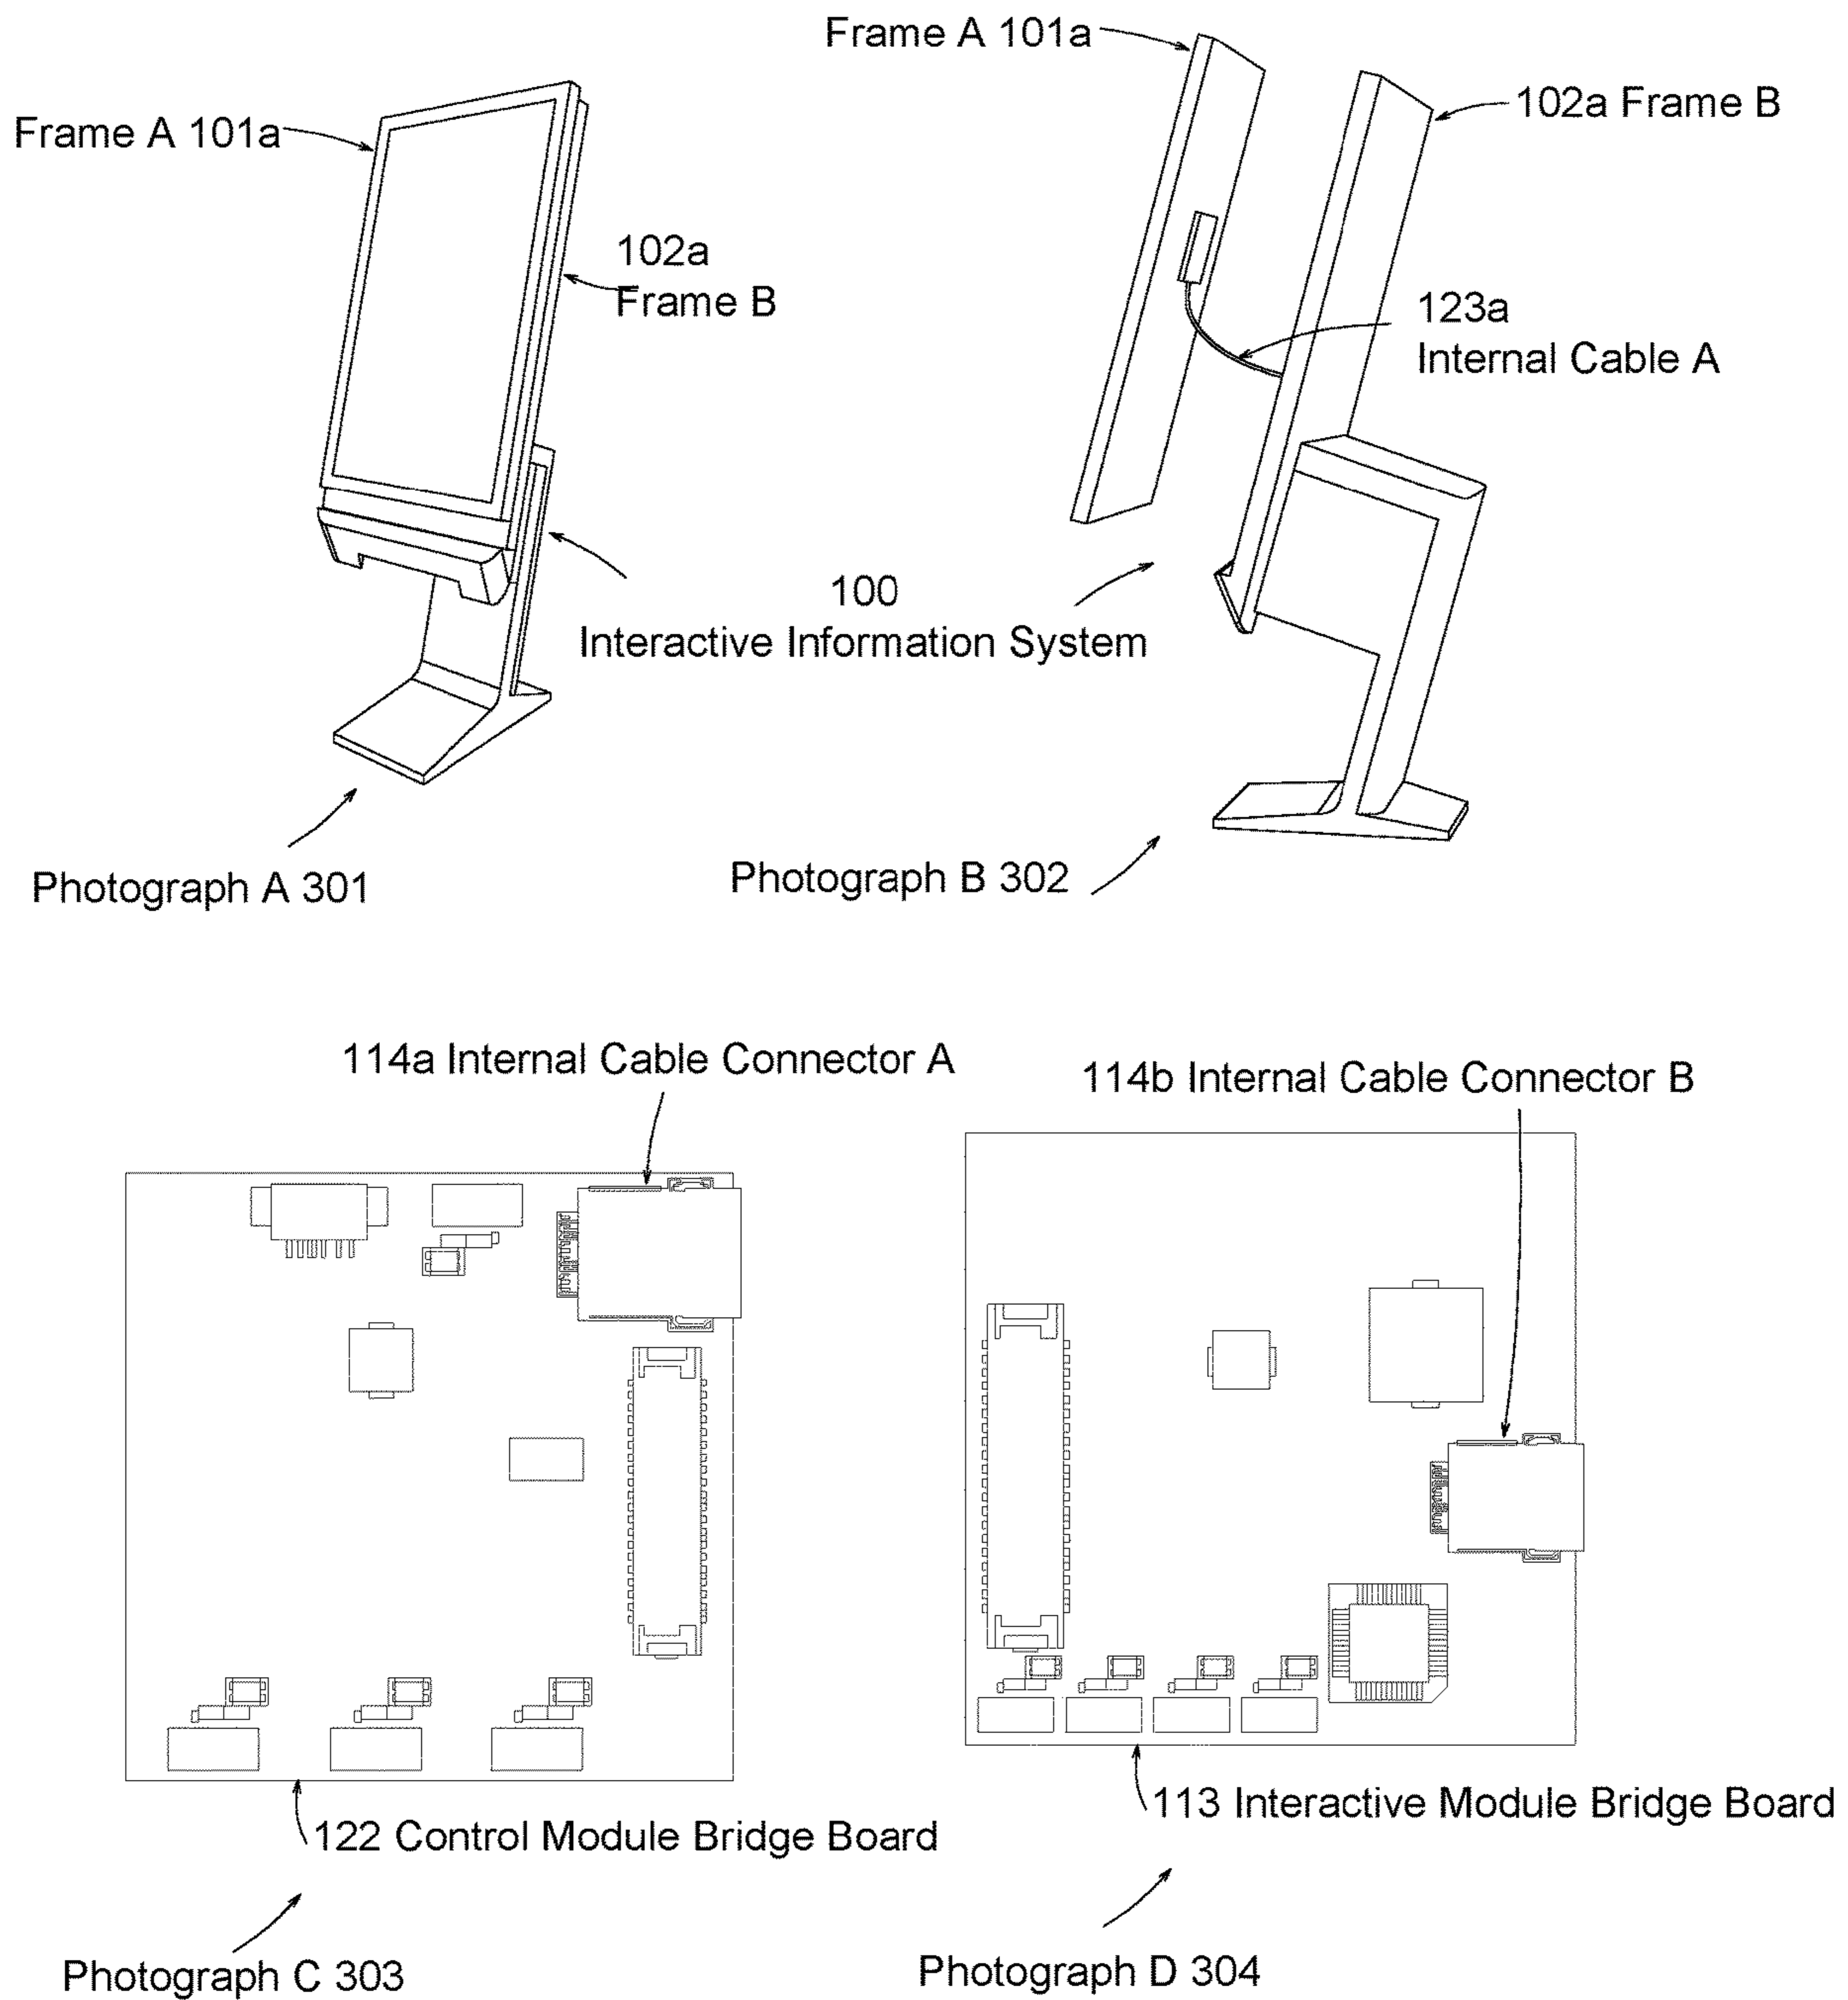 Frame A 101a
102a
Frame B
Frame A 101a
102a Frame B
123a
Internal Cable A
100
Interactive Information System
Photograph A 301
Photograph B 302
114a Internal Cable Connector A
114b Internal Cable Connector B
122 Control Module Bridge Board
113 Interactive Module Bridge Board
Photograph C 303
Photograph D 304